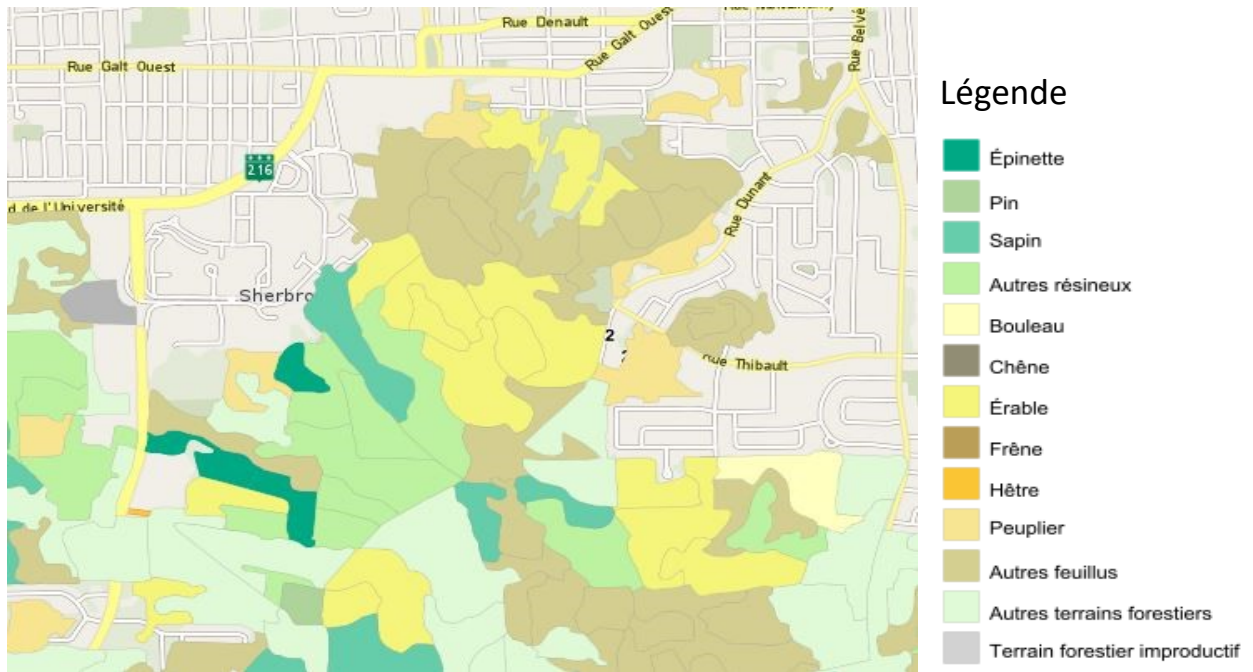 Rue Denault
Rue Galt Ouest
Rue Galt Ouest
Rue Belvé
216
d de l'Université
Rue Dunant
Sherbro
2
Rue Thibault
Légende
Épinette
Pin
Sapin
Autres résineux
Bouleau
Chêne
Érable
Frêne
Hêtre
Peuplier
Autres feuillus
Autres terrains forestiers
Terrain forestier improductif